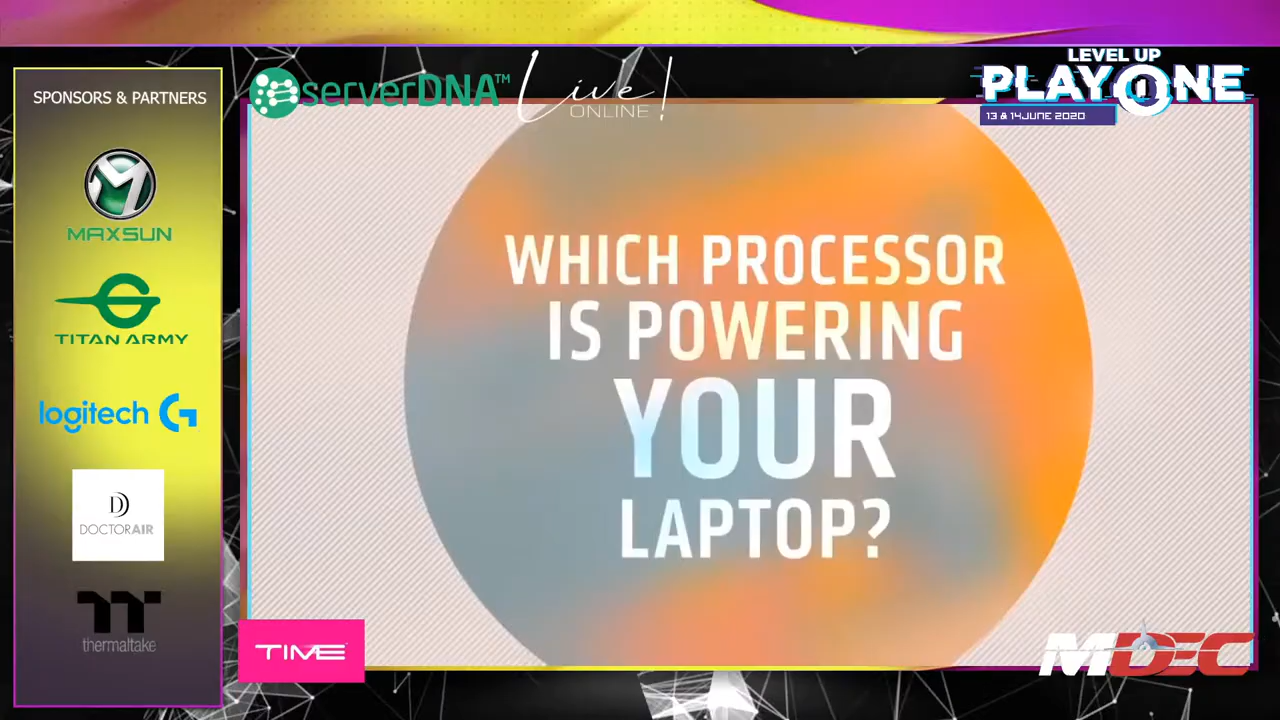 SPONSORS & PARTNERS
MAXSUN
TITAN ARMY
logitech G
DOCTORAIR
thermaltake
serverDNA™ Live!
ONLINE
LEVEL UP
PLAYONE
13 & 14JUNE 2020
WHICH PROCESSOR
IS POWERING
YOUR
LAPTOP?
TIME
MDEC